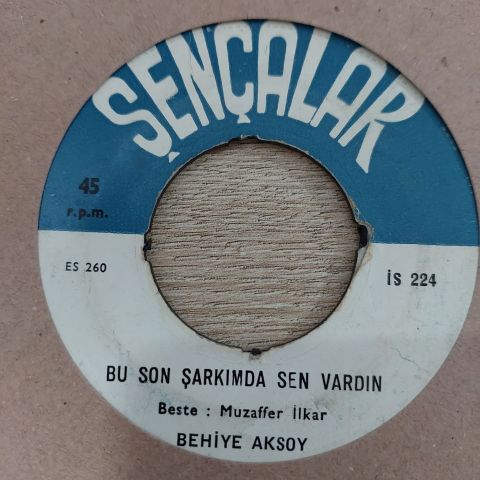 ŞENÇALAR
45
r.p.m.
ES 260
İS 224
BU SON ŞARKIMDA SEN VARDIN
Beste : Muzaffer İlkar
BEHİYE AKSOY